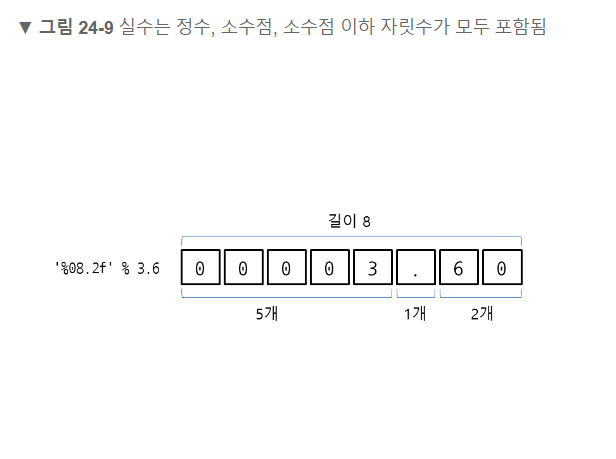 ▼ 그림 24-9 실수는 정수, 소수점, 소수점 이하 자릿수가 모두 포함됨
길이 8
'%08.2f' % 3.6 0 0 0 0 3 . 6 0
5개 1개 2개